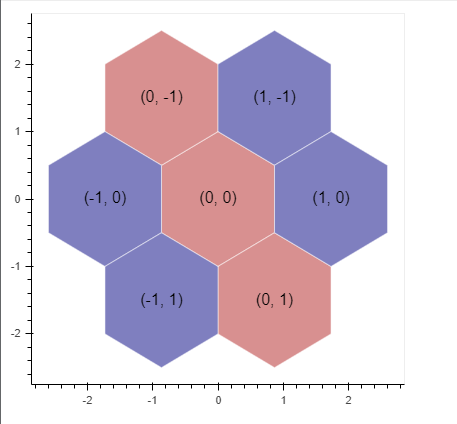 2
(0, -1) (1, -1)
1
0
(-1, 0) (0, 0) (1, 0)
-1
(-1, 1) (0, 1)
-2
-2 -1 0 1 2